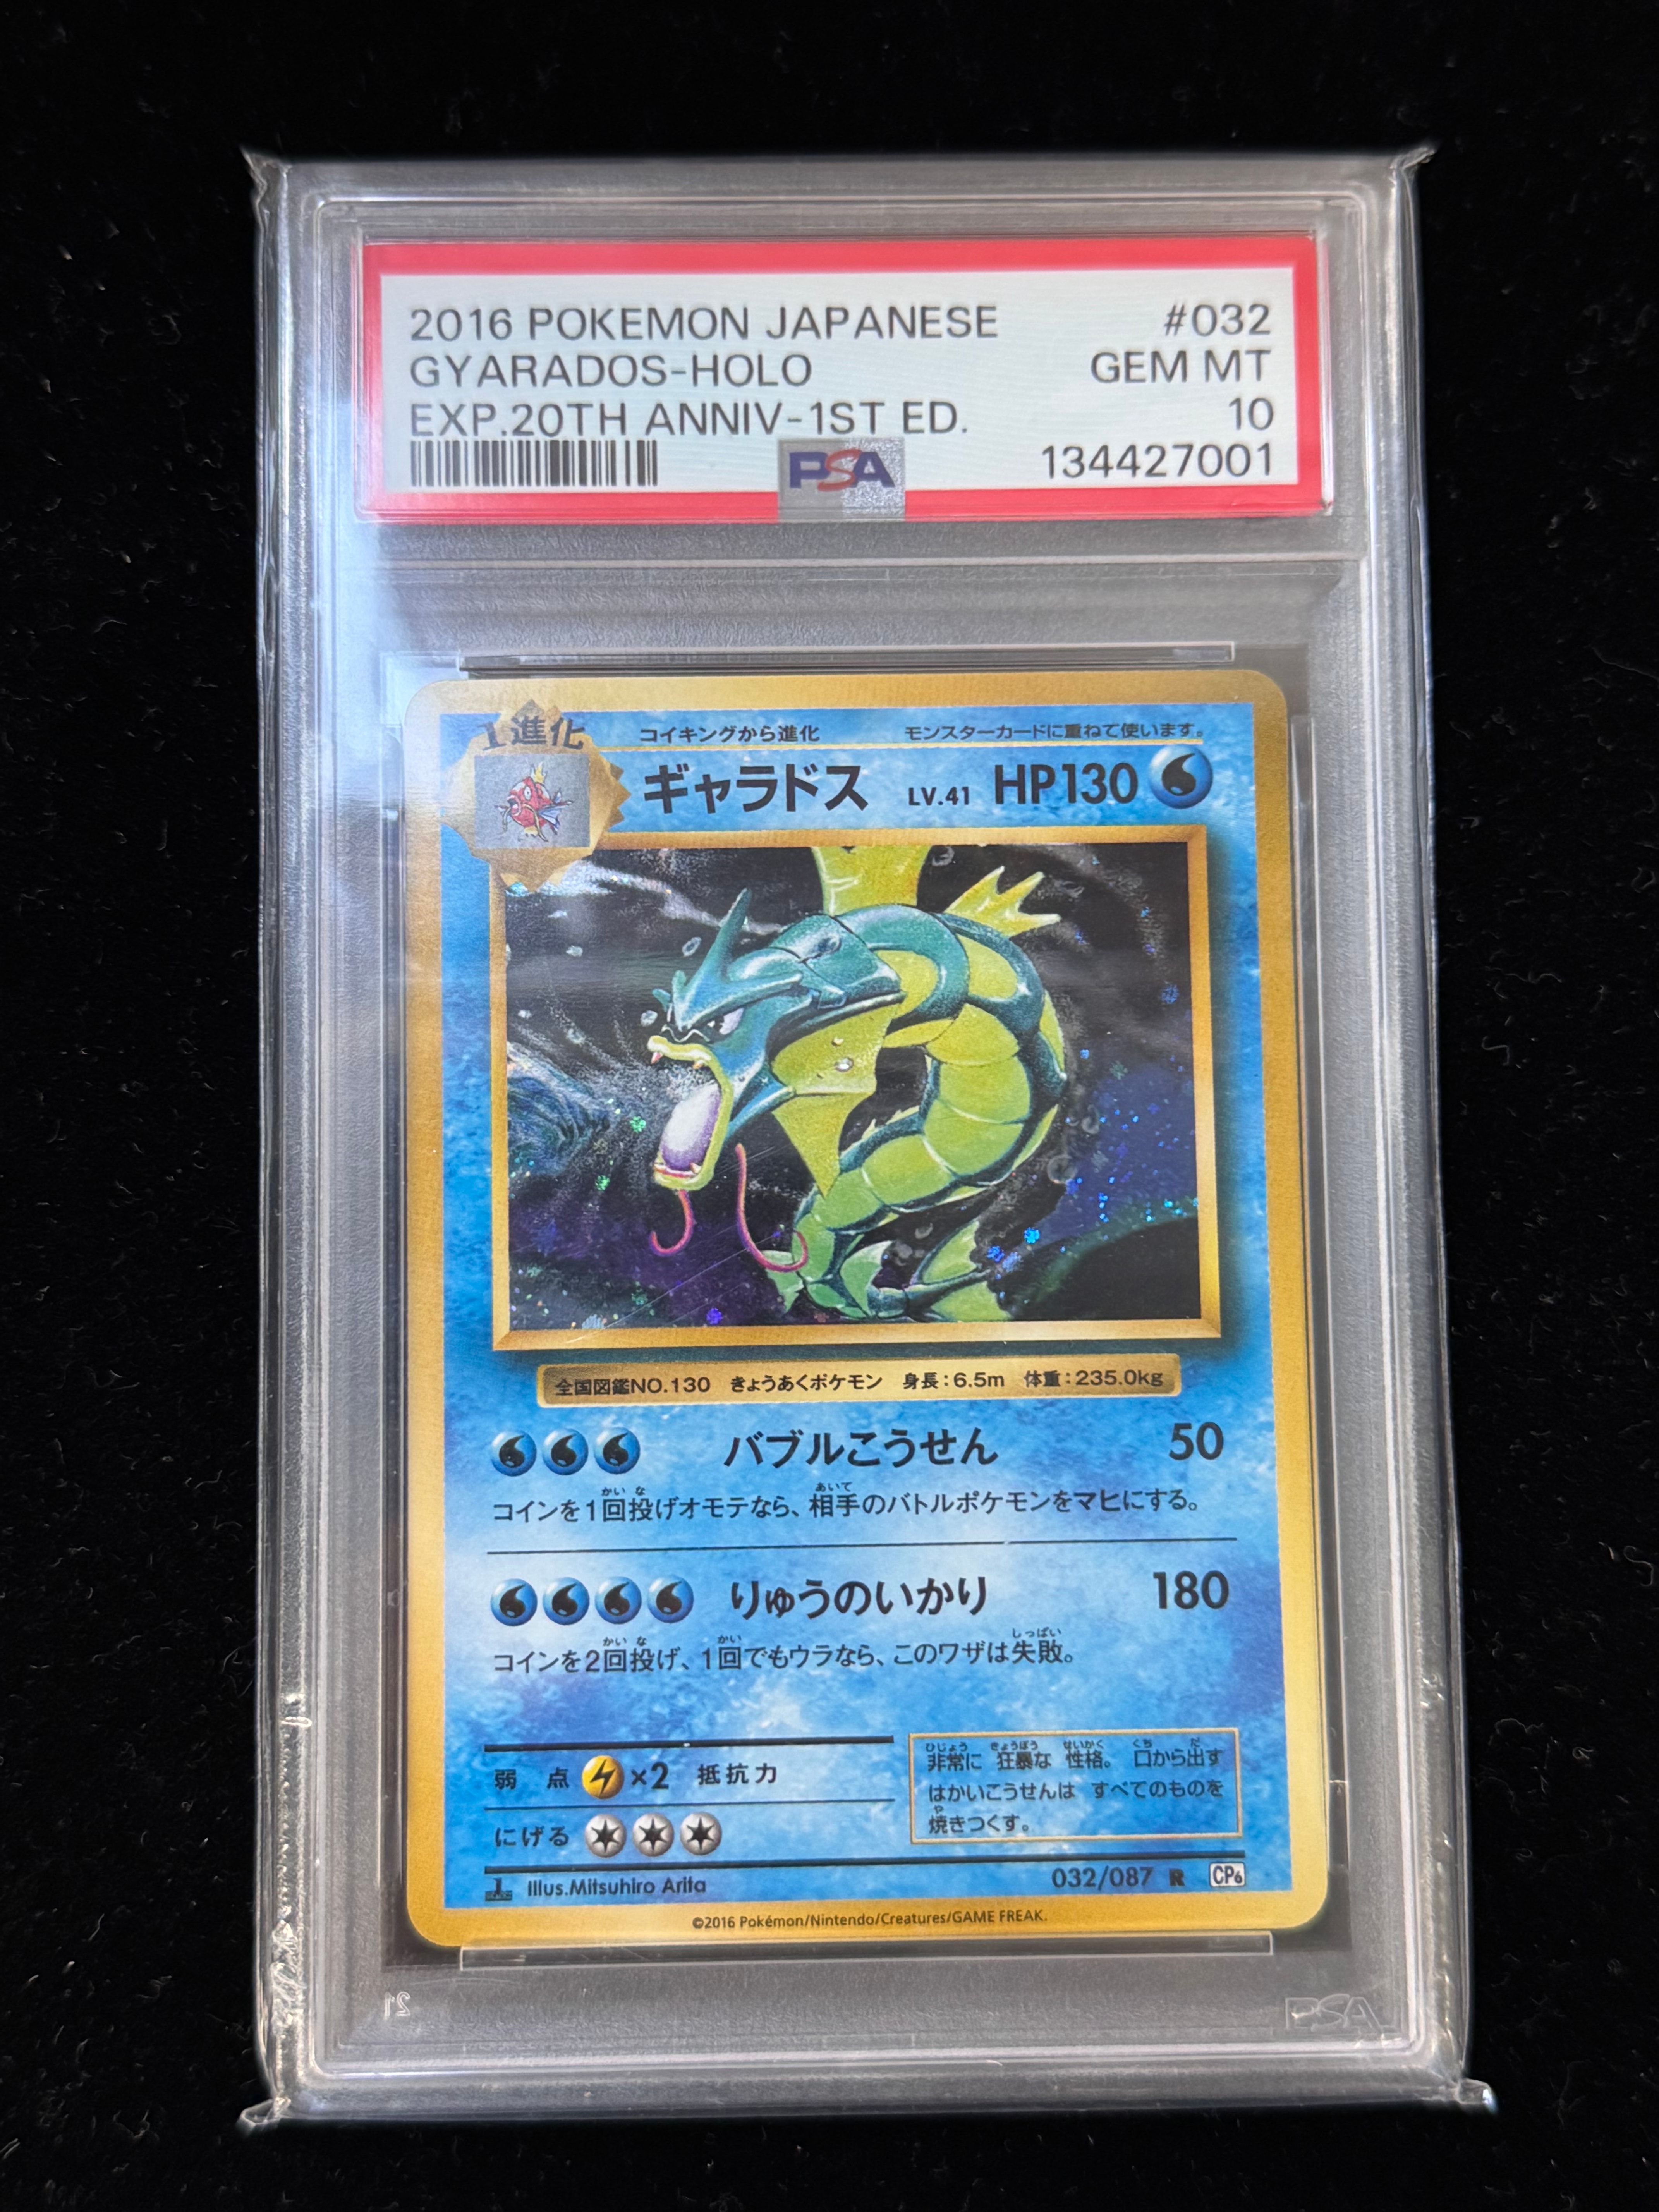 2016 POKEMON JAPANESE #032
GYARADOS-HOLO GEM MT
EXP.20TH ANNIV-1ST ED. 10
PSA 134427001
1進化 コイキングから進化 モンスターカードに重ねて使います。
ギャラドス LV.41 HP130
全国図鑑NO.130 きょうあくポケモン 身長:6.5m 体重:235.0kg
バブルこうせん 50
コインを1回投げオモテなら、相手のバトルポケモンをマヒにする。
りゅうのいかり 180
コインを2回投げ、1回でもウラなら、このワザは失敗。
弱点 ×2 抵抗力
にげる
非常に 狂暴な 性格。 口から出す
はかいこうせんは すべてのものを
焼きつくす。
1 Illus.Mitsuhiro Arita 032/087 R CP6
©2016 Pokémon/Nintendo/Creatures/GAME FREAK.
21 PSA